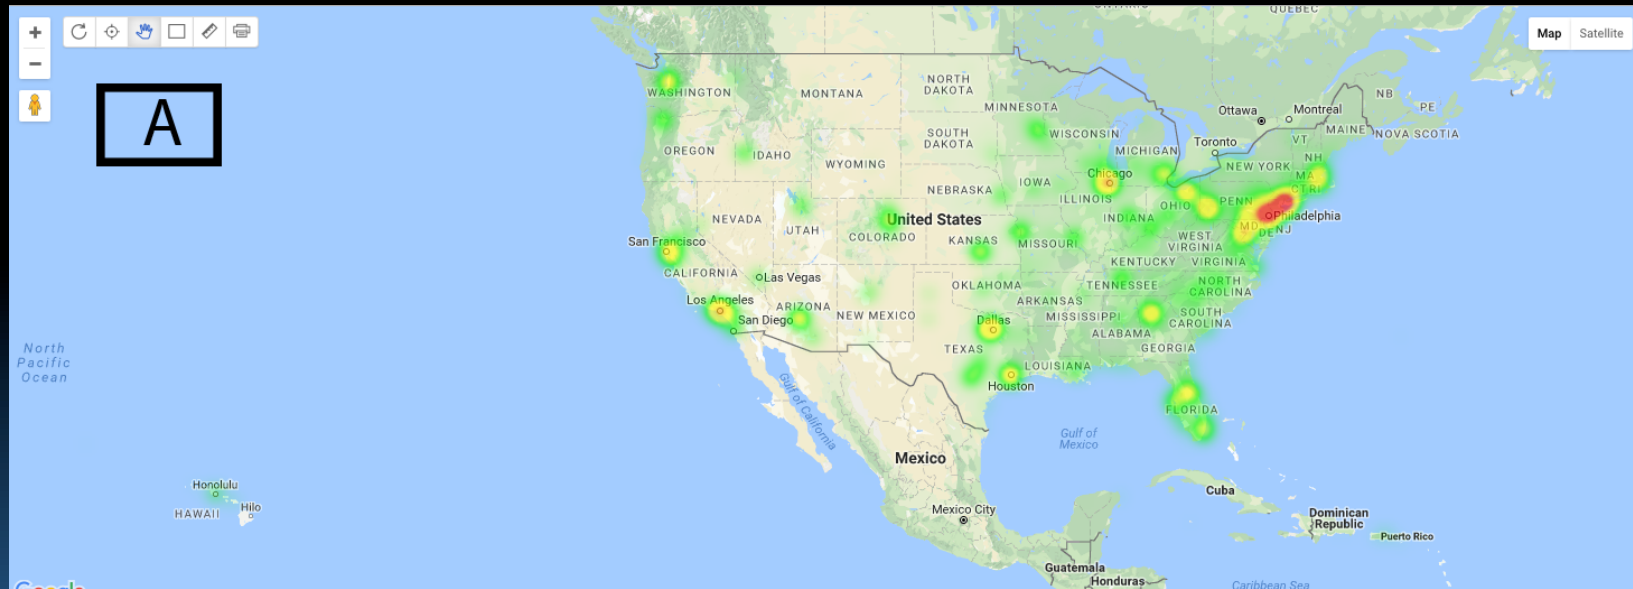 ONTARIO
QUEBEC
Map
Satellite
A
NORTH
DAKOTA
WASHINGTON
MONTANA
MINNESOTA
Ottawa
Montreal
NB
PE
MAINE
NOVA SCOTIA
SOUTH
DAKOTA
WISCONSIN
VT
Toronto
OREGON
IDAHO
WYOMING
MICHIGAN
NEW YORK
NH
MA
CT RI
Chicago
IOWA
NEBRASKA
ILLINOIS
INDIANA
OHIO
PENN
Philadelphia
NEVADA
UTAH
United States
COLORADO
KANSAS
MISSOURI
MD
DE
NJ
WEST
VIRGINIA
San Francisco
CALIFORNIA
KENTUCKY
VIRGINIA
Las Vegas
OKLAHOMA
TENNESSEE
NORTH
CAROLINA
Los Angeles
ARIZONA
NEW MEXICO
ARKANSAS
San Diego
Dallas
MISSISSIPPI
SOUTH
CAROLINA
ALABAMA
TEXAS
GEORGIA
North
Pacific
Ocean
LOUISIANA
Houston
Gulf of California
FLORIDA
Gulf of
Mexico
Mexico
Honolulu
HAWAII
Hilo
Cuba
Mexico City
Dominican
Republic
Puerto Rico
Guatemala
Honduras
Caribbean Sea
Google